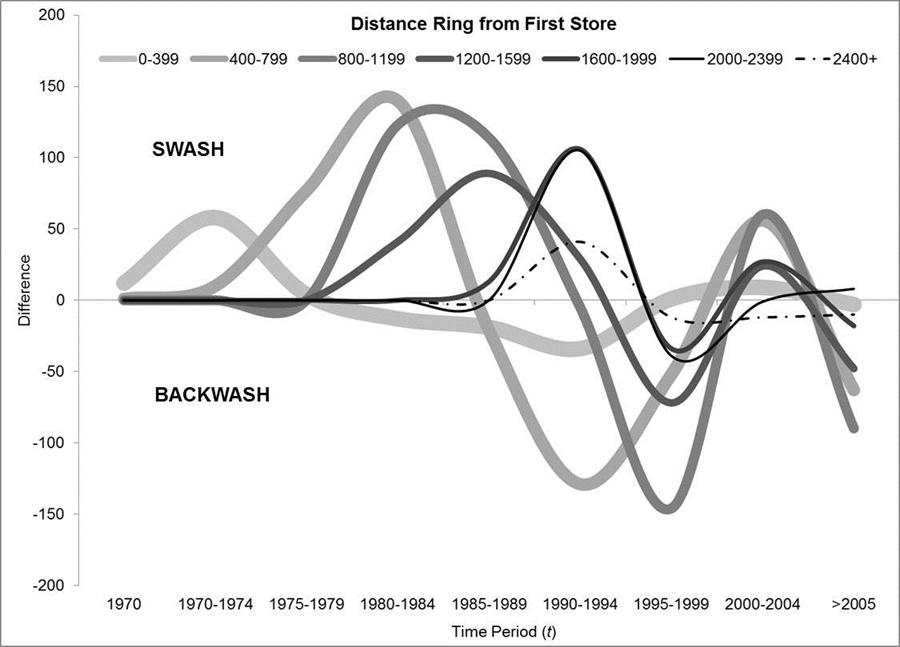 Distance Ring from First Store
0-399 400-799 800-1199 1200-1599 1600-1999 2000-2399 2400+
200
150
100
50
0
-50
-100
-150
-200
Difference
SWASH
BACKWASH
1970 1970-1974 1975-1979 1980-1984 1985-1989 1990-1994 1995-1999 2000-2004 >2005
Time Period (t)